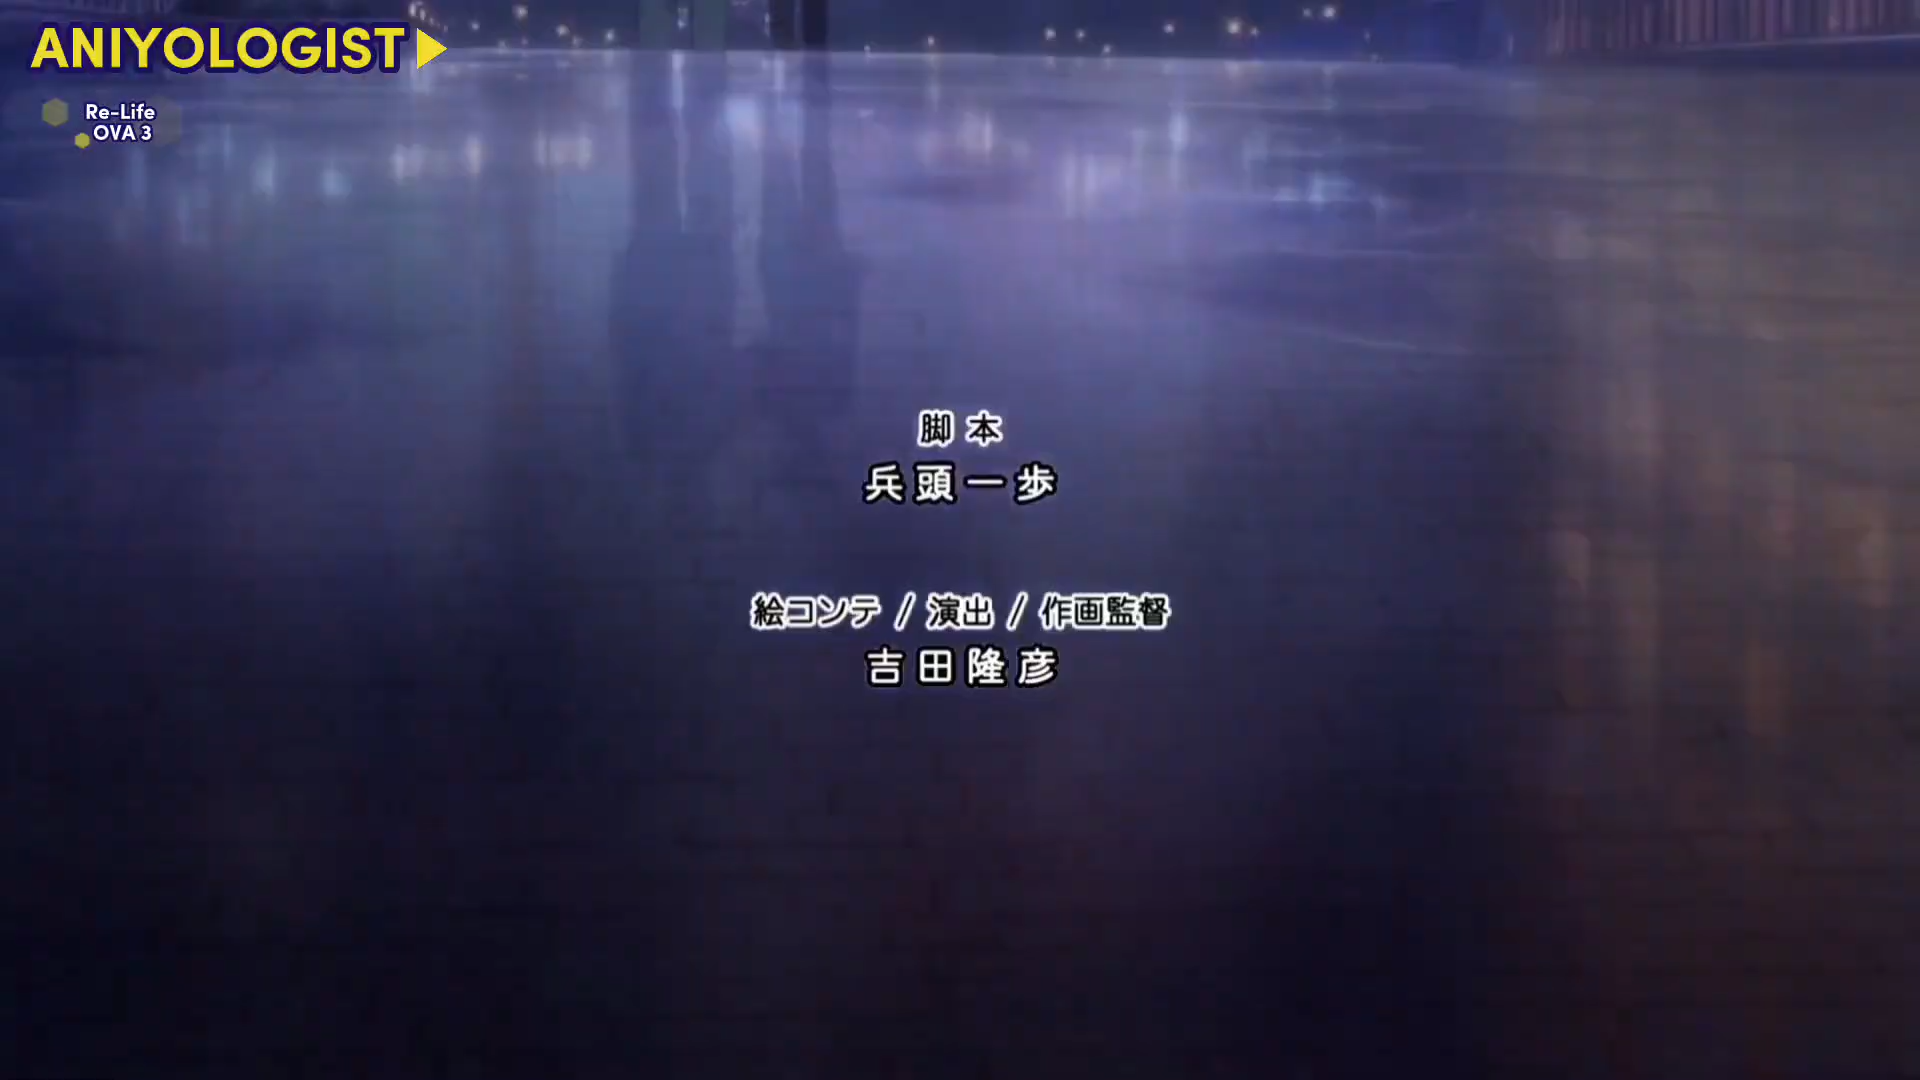 ANIYOLOGIST
Re-Life
OVA 3
脚本
兵頭一歩
絵コンテ / 演出 / 作画監督
吉田隆彦